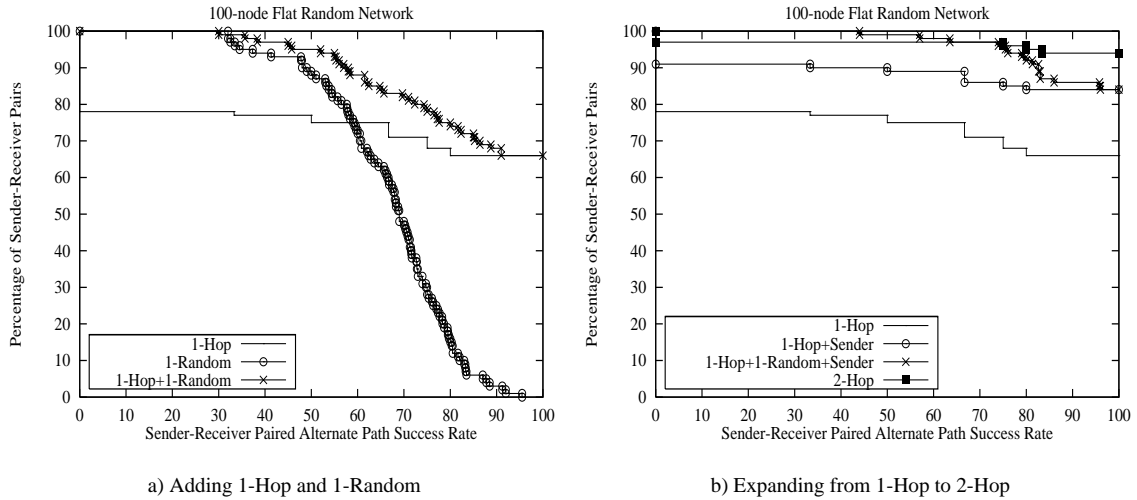 100-node Flat Random Network
100
90
80
70
60
50
40
30
20
10
0
Percentage of Sender-Receiver Pairs
1-Hop
1-Random
1-Hop+1-Random
0 10 20 30 40 50 60 70 80 90 100
Sender-Receiver Paired Alternate Path Success Rate
a) Adding 1-Hop and 1-Random
100-node Flat Random Network
100
90
80
70
60
50
40
30
20
10
0
Percentage of Sender-Receiver Pairs
1-Hop
1-Hop+Sender
1-Hop+1-Random+Sender
2-Hop
0 10 20 30 40 50 60 70 80 90 100
Sender-Receiver Paired Alternate Path Success Rate
b) Expanding from 1-Hop to 2-Hop